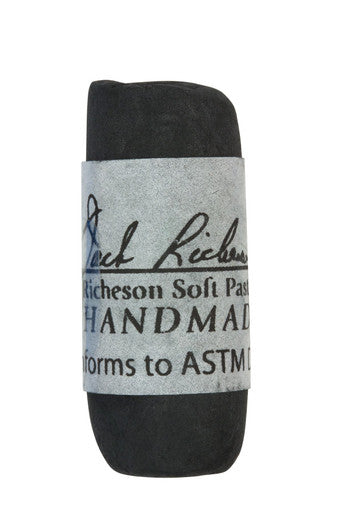 Jack Richeson
Richeson Soft Past
HANDMAD
nforms to ASTM D